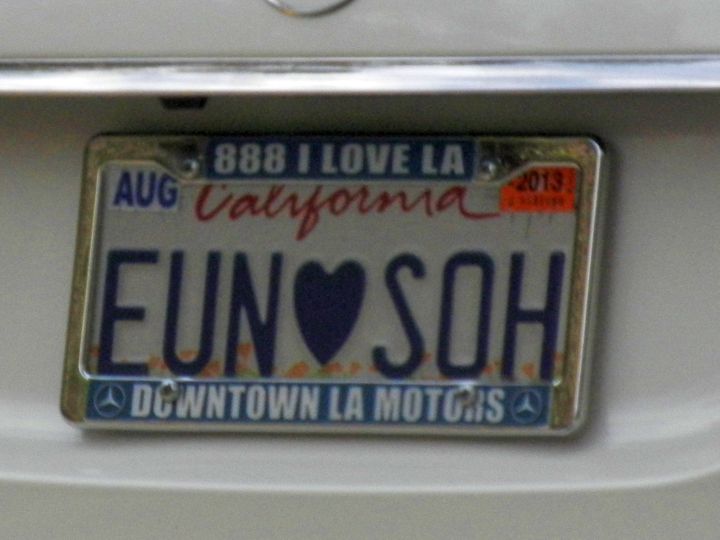 888 I LOVE LA
AUG California 2013
EUN♥SOH
DOWNTOWN LA MOTORS